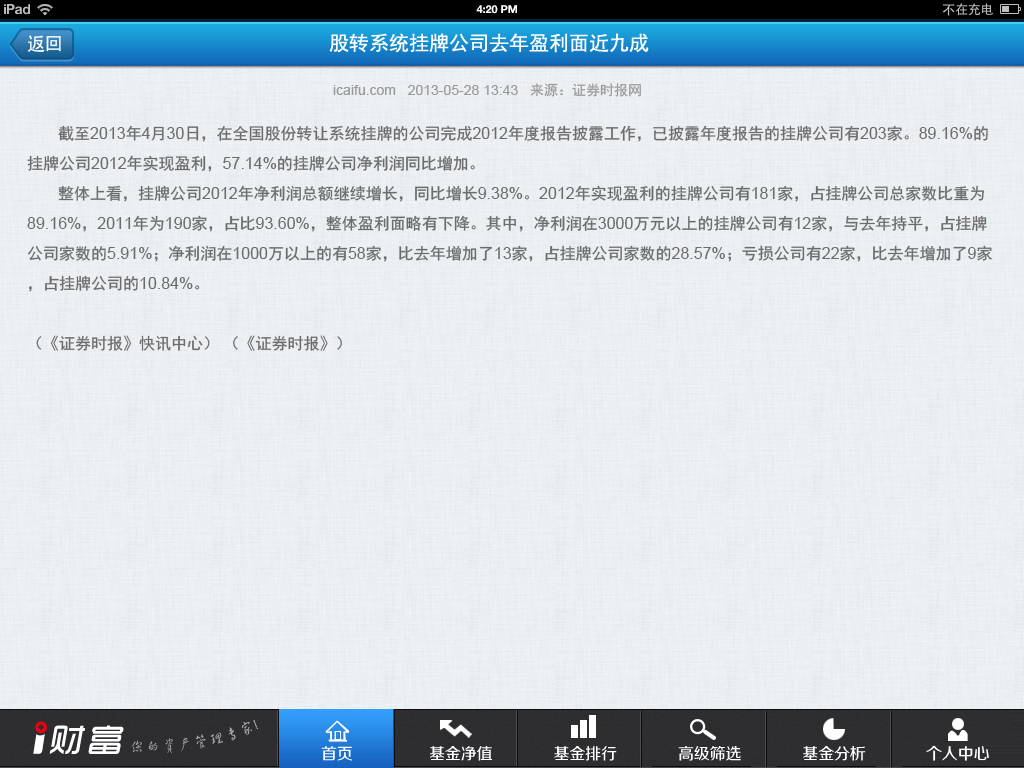 iPad
4:20 PM
不在充电
返回
股转系统挂牌公司去年盈利面近九成
icaifu.com 2013-05-28 13:43 来源：证券时报网
截至2013年4月30日，在全国股份转让系统挂牌的公司完成2012年度报告披露工作，已披露年度报告的挂牌公司有203家。89.16%的
挂牌公司2012年实现盈利，57.14%的挂牌公司净利润同比增加。
整体上看，挂牌公司2012年净利润总额继续增长，同比增长9.38%。2012年实现盈利的挂牌公司有181家，占挂牌公司总家数比重为
89.16%，2011年为190家，占比93.60%，整体盈利面略有下降。其中，净利润在3000万元以上的挂牌公司有12家，与去年持平，占挂牌
公司家数的5.91%；净利润在1000万以上的有58家，比去年增加了13家，占挂牌公司家数的28.57%；亏损公司有22家，比去年增加了9家
，占挂牌公司的10.84%。
（《证券时报》快讯中心） （《证券时报》）
i财富 你的资产管理专家!
首页
基金净值
基金排行
高级筛选
基金分析
个人中心